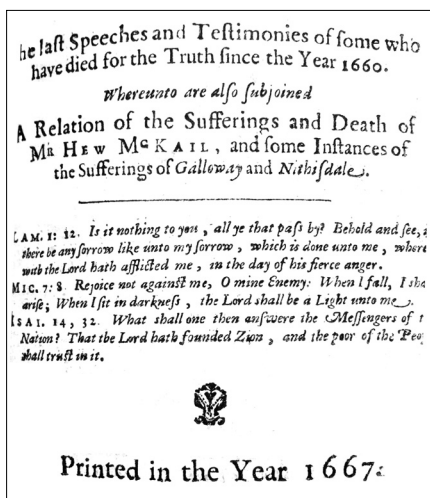 he laſt Speeches and Teſtimonies of ſome who
have died for the Truth ſince the Year 1660.
Whereunto are alſo ſubjoined
A Relation of the Sufferings and Death of
Mr Hew McKail, and ſome Inſtances of
the Sufferings of Galloway and Nithiſdale.
Lam. 1: 12. Is it nothing to you, all ye that paſs by? Behold and ſee,
there be any ſorrow like unto my ſorrow, which is done unto me, where
with the Lord hath afflicted me, in the day of his fierce anger.
Mic. 7: 8. Rejoice not againſt me, O mine Enemy: When I fall, I ſha
ariſe; When I ſit in darkneſs, the Lord ſhall be a Light unto me.
Isai. 14, 32. What ſhall one then anſwere the Meſſengers of t
Nation? That the Lord hath founded Zion, and the poor of the Peo
ſhall truſt in it.
Printed in the Year 1667.